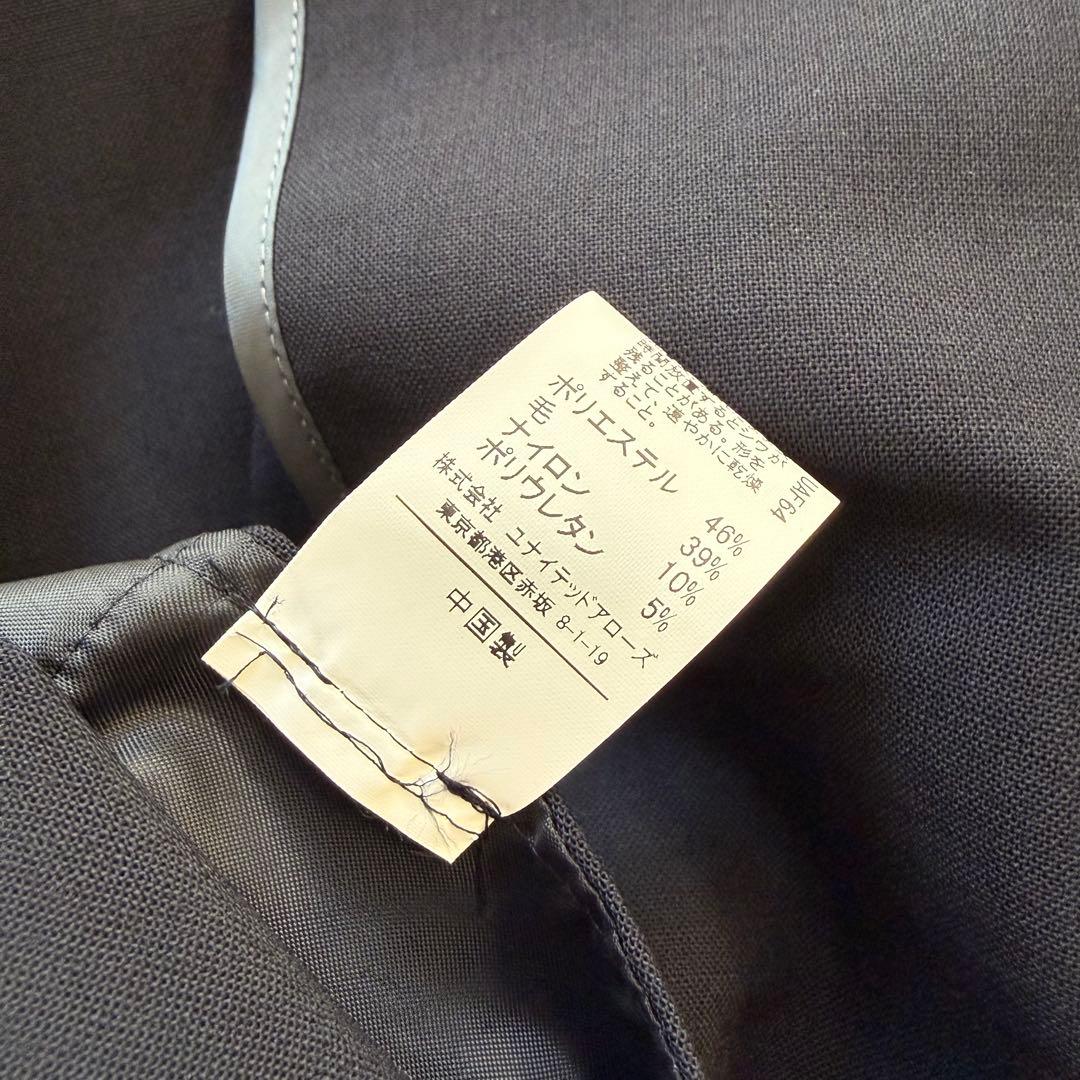 時間放置するとシワが
残ることがある。形を
整えて、速やかに乾燥
すること。
UAF64
ポリエステル 46%
毛 39%
ナイロン 10%
ポリウレタン 5%
株式会社 ユナイテッドアローズ
東京都港区赤坂 8-1-19
中国製